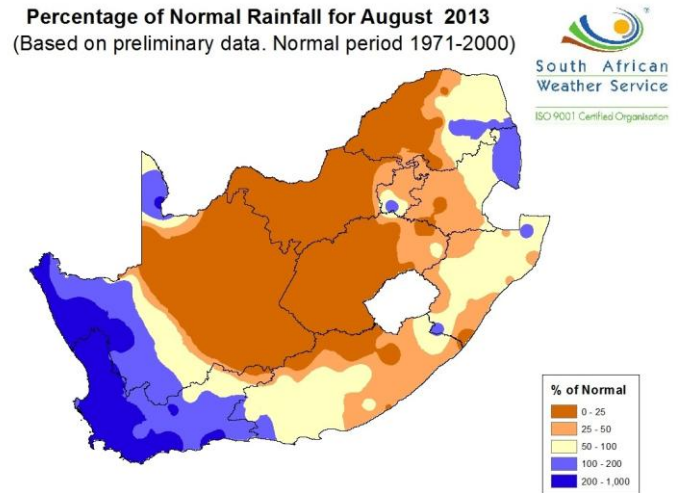 Percentage of Normal Rainfall for August 2013
(Based on preliminary data. Normal period 1971-2000)
South African
Weather Service
ISO 9001 Certified Organisation
% of Normal
0 - 25
25 - 50
50 - 100
100 - 200
200 - 1,000